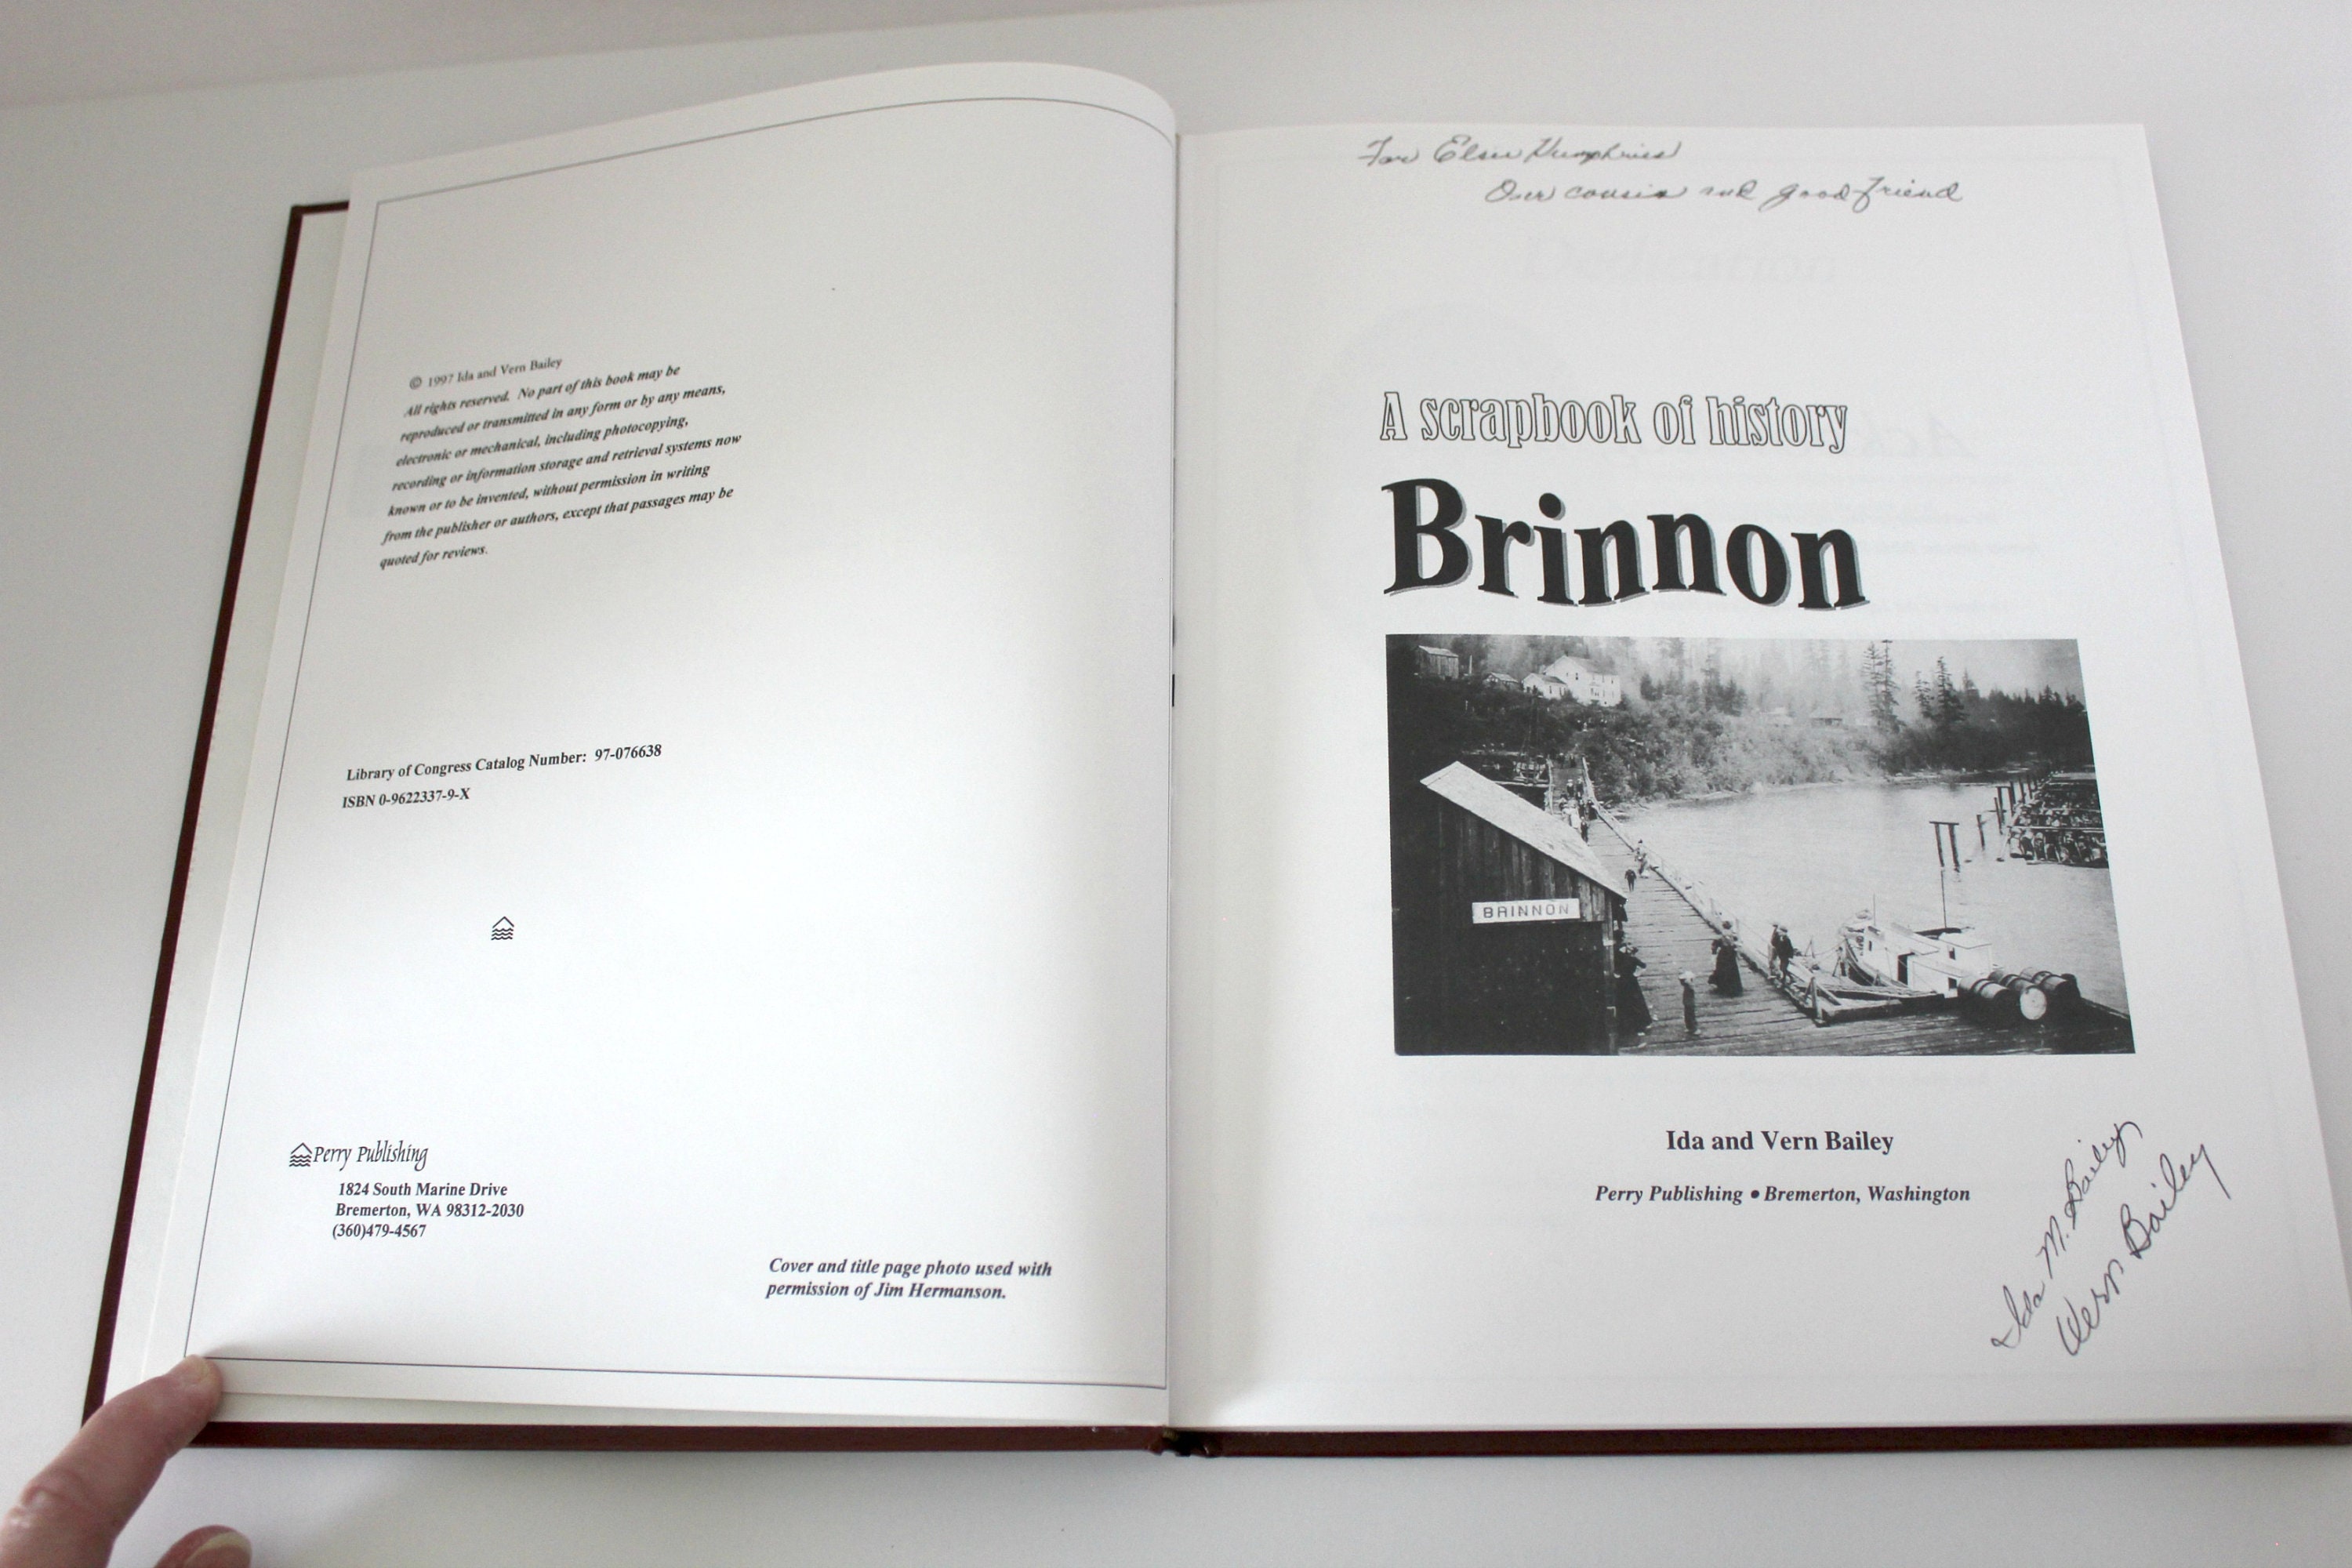 © 1997 Ida and Vern Bailey
All rights reserved. No part of this book may be
reproduced or transmitted in any form or by any means,
electronic or mechanical, including photocopying,
recording or information storage and retrieval systems now
known or to be invented, without permission in writing
from the publisher or authors, except that passages may be
quoted for reviews.
Library of Congress Catalog Number: 97-076638
ISBN 0-9622337-9-X
Perry Publishing
1824 South Marine Drive
Bremerton, WA 98312-2030
(360)479-4567
Cover and title page photo used with
permission of Jim Hermanson.
For Elsie Humphries
Our cousin and good friend
A scrapbook of history
Brinnon
BRINNON
Ida and Vern Bailey
Perry Publishing • Bremerton, Washington
Ida M. Bailey
Vern Bailey